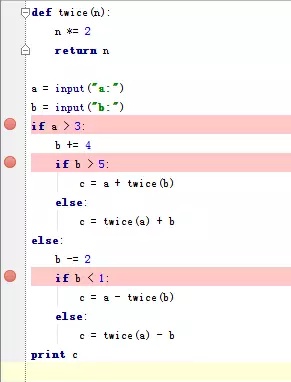 def twice(n):
    n *= 2
    return n

a = input("a:")
b = input("b:")
if a > 3:
    b += 4
    if b > 5:
        c = a + twice(b)
    else:
        c = twice(a) + b
else:
    b -= 2
    if b < 1:
        c = a - twice(b)
    else:
        c = twice(a) - b
print c